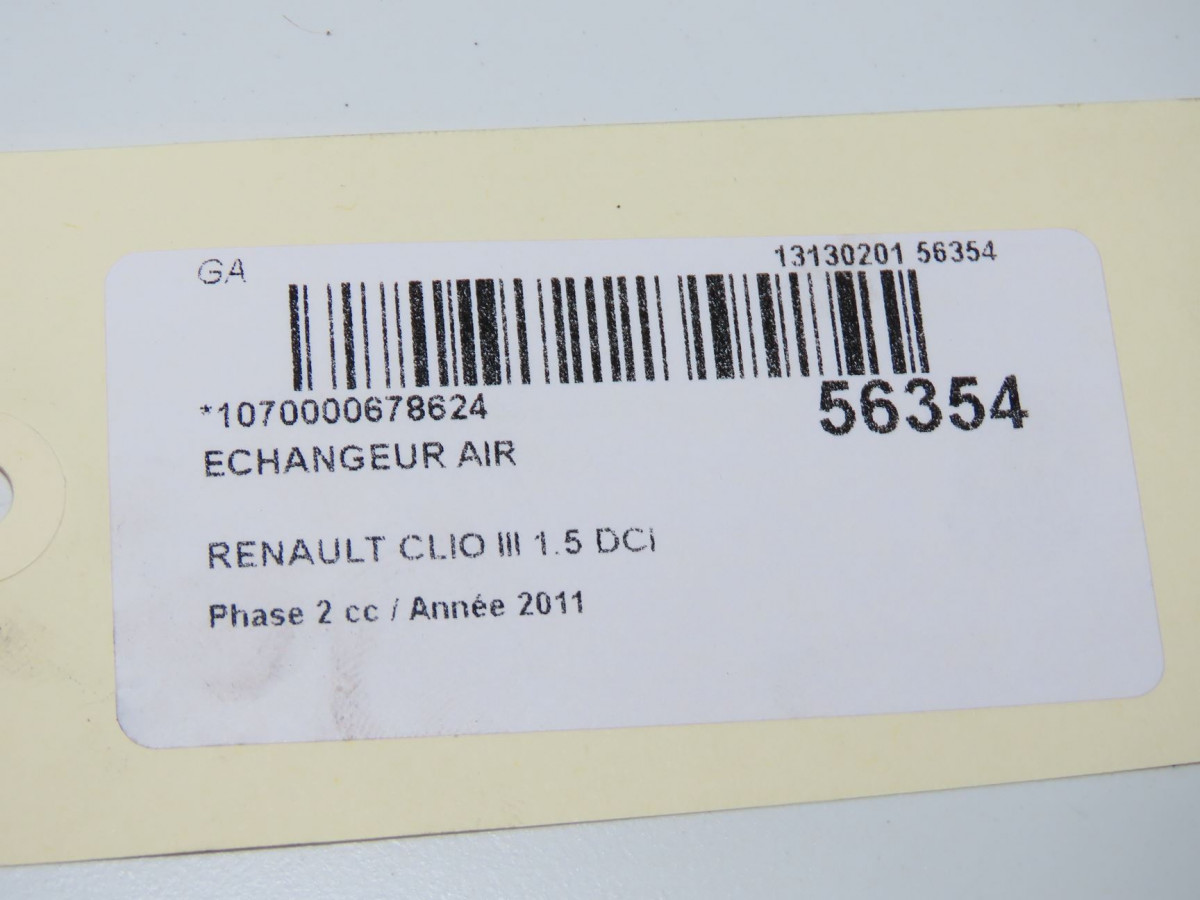 GA
13130201 56354
*1070000678624
56354
ECHANGEUR AIR
RENAULT CLIO III 1.5 DCi
Phase 2 cc / Année 2011